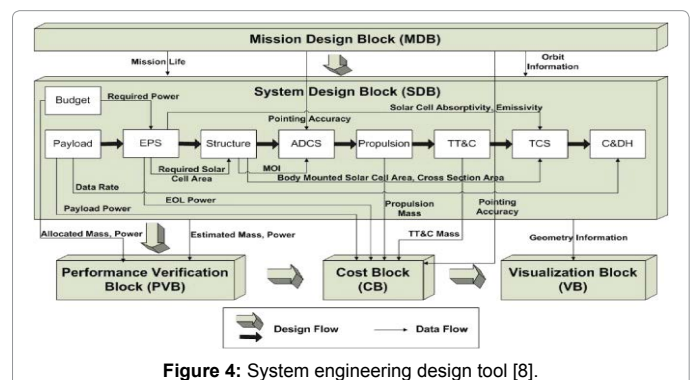 Mission Design Block (MDB)
Mission Life
Orbit
Information
System Design Block (SDB)
Budget
Required Power
Solar Cell Absorptivity, Emissivity
Pointing Accuracy
Payload
EPS
Structure
ADCS
Propulsion
TT&C
TCS
C&DH
Required Solar
Cell Area
MOI
Body Mounted Solar Cell Area, Cross Section Area
Data Rate
EOL Power
Payload Power
Propulsion
Mass
Pointing
Accuracy
Allocated Mass, Power
Estimated Mass, Power
TT&C Mass
Geometry Information
Performance Verification
Block (PVB)
Cost Block
(CB)
Visualization Block
(VB)
Design Flow
Data Flow
Figure 4: System engineering design tool [8].